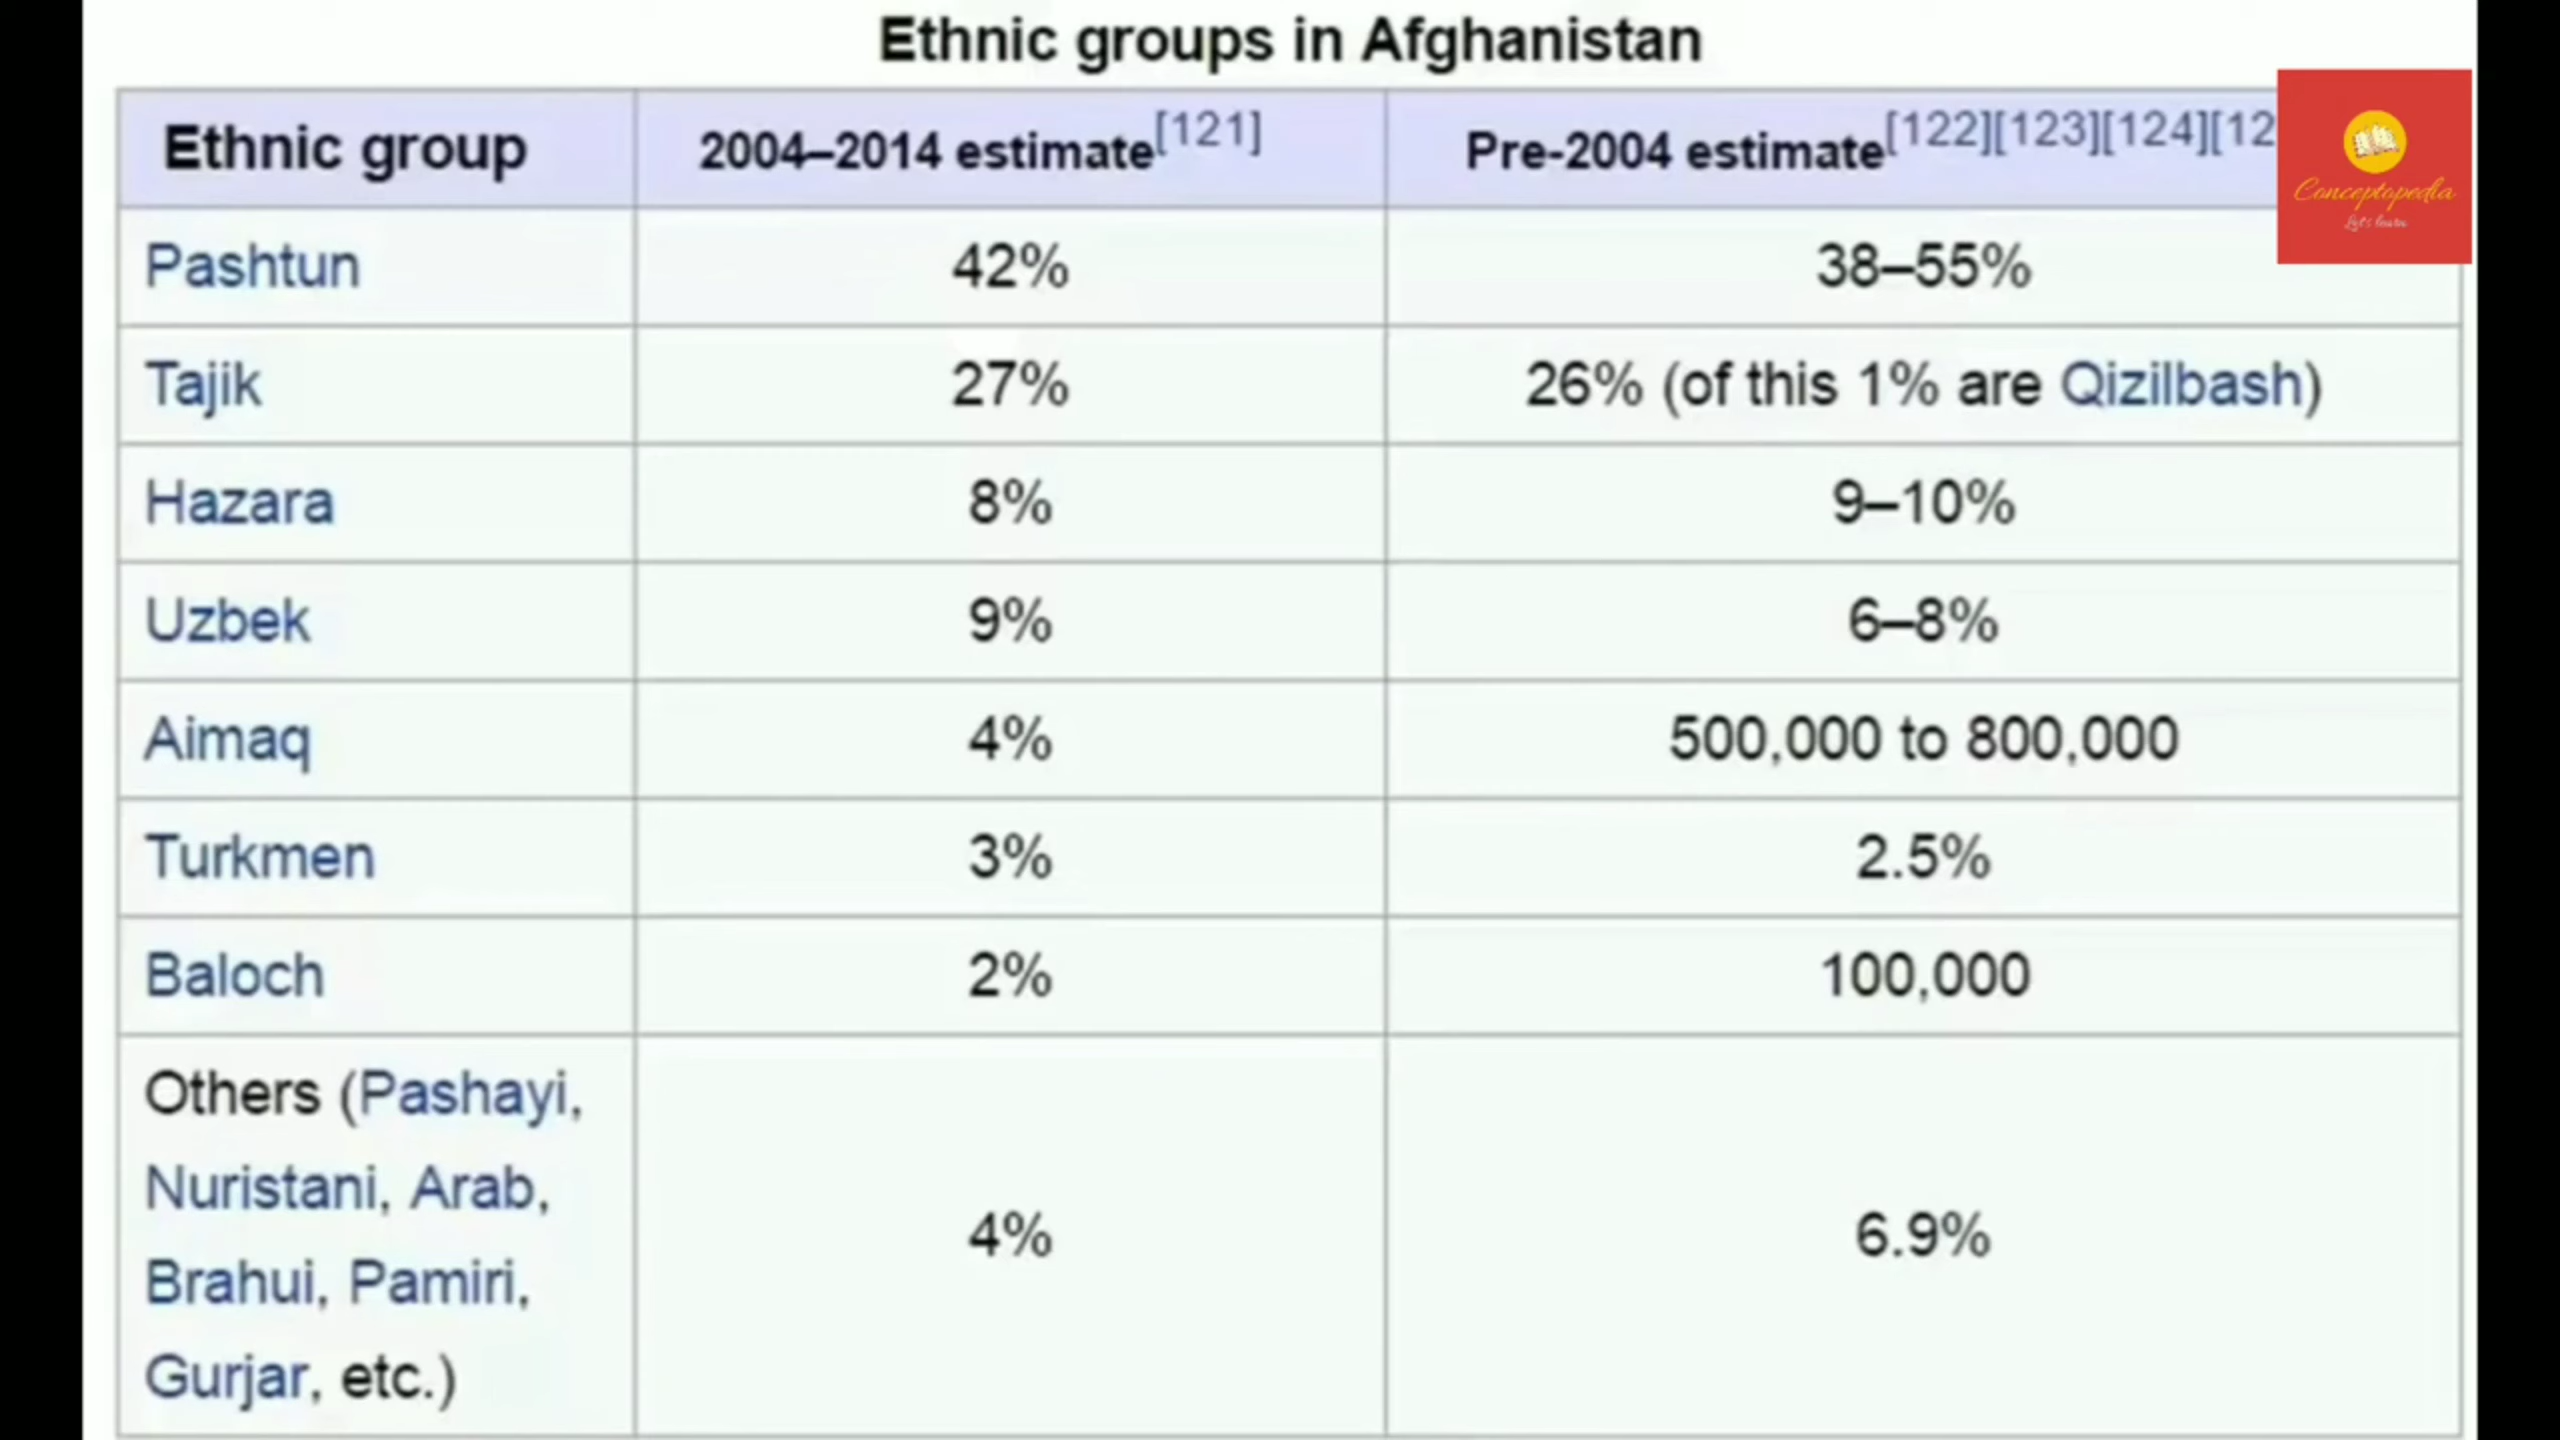 Ethnic groups in Afghanistan
Ethnic group 2004–2014 estimate[121] Pre-2004 estimate[122][123][124][12
Conceptopedia
Let's learn
Pashtun 42% 38–55%
Tajik 27% 26% (of this 1% are Qizilbash)
Hazara 8% 9–10%
Uzbek 9% 6–8%
Aimaq 4% 500,000 to 800,000
Turkmen 3% 2.5%
Baloch 2% 100,000
Others (Pashayi,
Nuristani, Arab,
Brahui, Pamiri,
Gurjar, etc.) 4% 6.9%